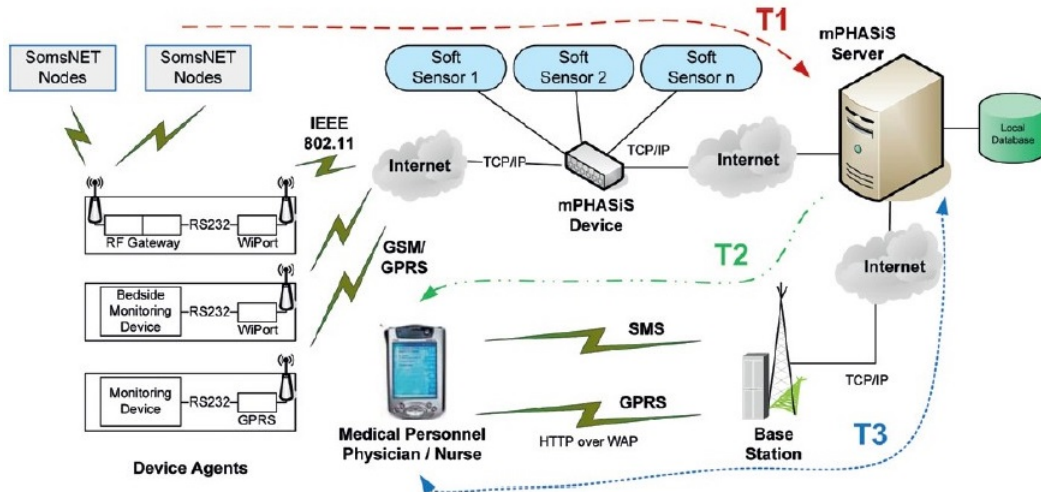 SomsNET
Nodes
SomsNET
Nodes
T1
mPHASiS
Server
Soft
Sensor 1
Soft
Sensor 2
Soft
Sensor n
Local
Database
IEEE
802.11
Internet
TCP/IP
TCP/IP
Internet
mPHASiS
Device
RF Gateway
RS232
WiPort
GSM/
GPRS
T2
Internet
Bedside
Monitoring
Device
RS232
WiPort
SMS
Monitoring
Device
RS232
GPRS
GPRS
TCP/IP
HTTP over WAP
Medical Personnel
Physician / Nurse
Base
Station
T3
Device Agents